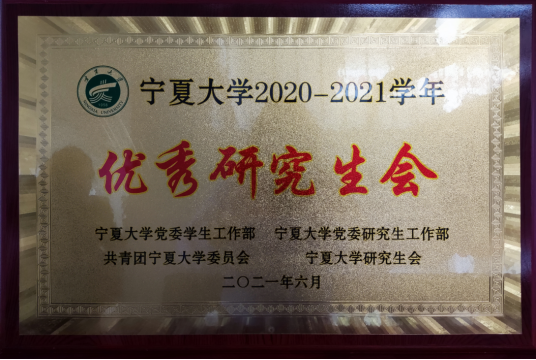 宁夏大学2020-2021学年
优秀研究生会
宁夏大学党委学生工作部 宁夏大学党委研究生工作部
共青团宁夏大学委员会 宁夏大学研究生会
二〇二一年六月